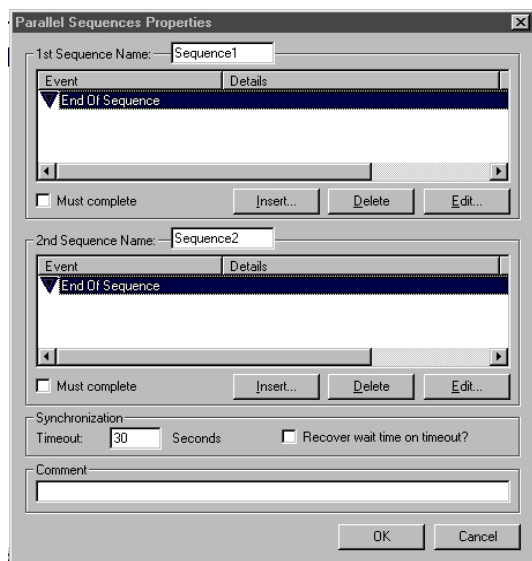 Parallel Sequences Properties
1st Sequence Name: Sequence1
Event Details
End Of Sequence
Must complete Insert... Delete Edit...
2nd Sequence Name: Sequence2
Event Details
End Of Sequence
Must complete Insert... Delete Edit...
Synchronization
Timeout: 30 Seconds Recover wait time on timeout?
Comment
OK Cancel